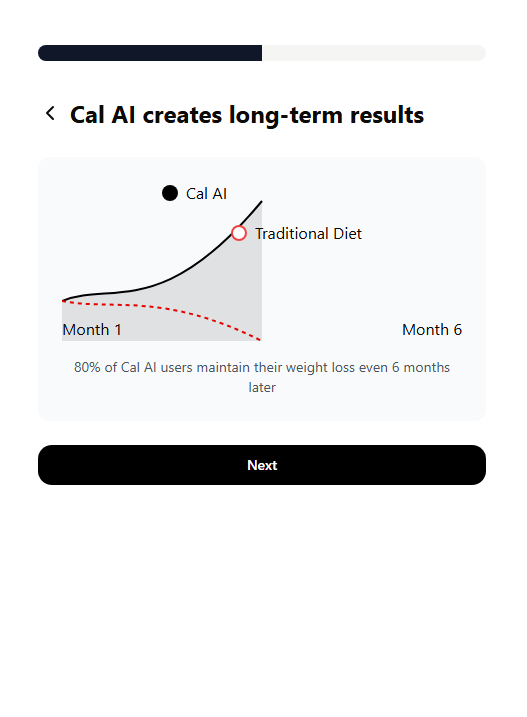 Cal AI creates long-term results
Cal AI
Traditional Diet
Month 1
Month 6
80% of Cal AI users maintain their weight loss even 6 months
later
Next